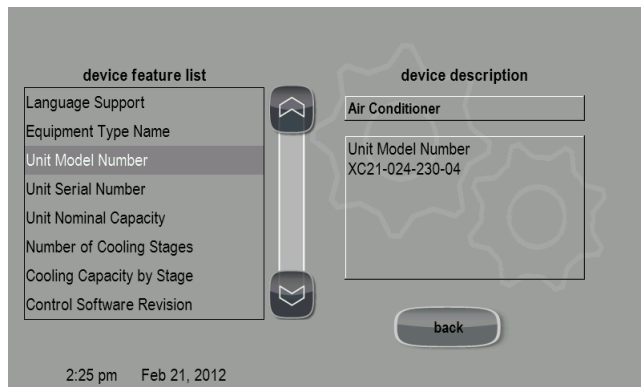 device feature list
Language Support
Equipment Type Name
Unit Model Number
Unit Serial Number
Unit Nominal Capacity
Number of Cooling Stages
Cooling Capacity by Stage
Control Software Revision
device description
Air Conditioner
Unit Model Number
XC21-024-230-04
back
2:25 pm Feb 21, 2012